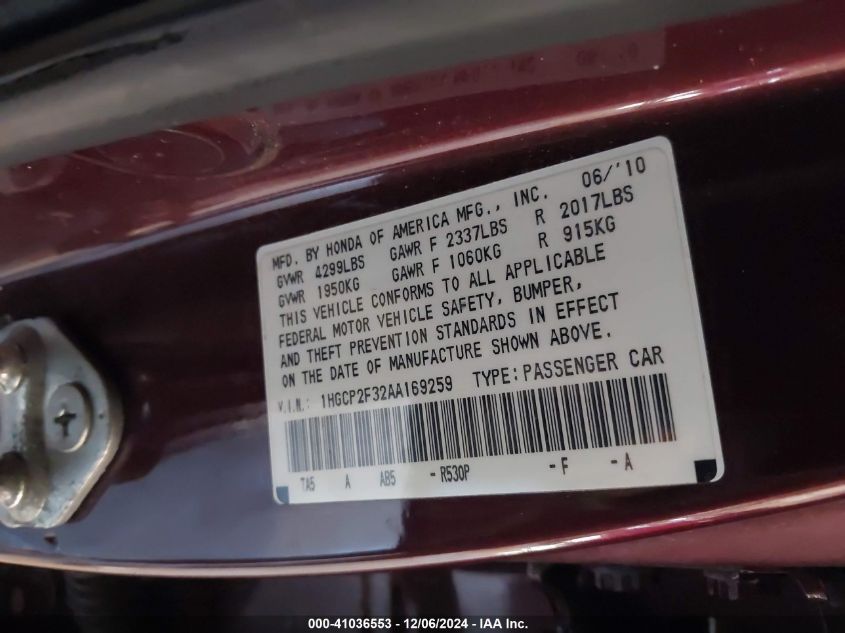 MFD. BY HONDA OF AMERICA MFG., INC. 06/'10
GVWR 4299LBS GAWR F 2337LBS R 2017LBS
GVWR 1950KG GAWR F 1060KG R 915KG
THIS VEHICLE CONFORMS TO ALL APPLICABLE
FEDERAL MOTOR VEHICLE SAFETY, BUMPER,
AND THEFT PREVENTION STANDARDS IN EFFECT
ON THE DATE OF MANUFACTURE SHOWN ABOVE.
V.I.N.: 1HGCP2F32AA169259 TYPE:PASSENGER CAR
TA5 A AB5 -R530P -F -A
000-41036553 - 12/06/2024 - IAA Inc.